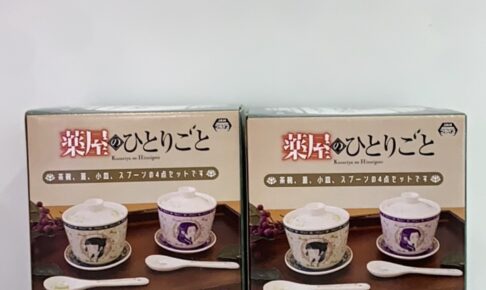 薬屋のひとりごと
Kusuriya no Hitorigoto
茶碗、蓋、小皿、スプーンの4点セットです
薬屋のひとりごと
Kusuriya no Hitorigoto
茶碗、蓋、小皿、スプーンの4点セットです